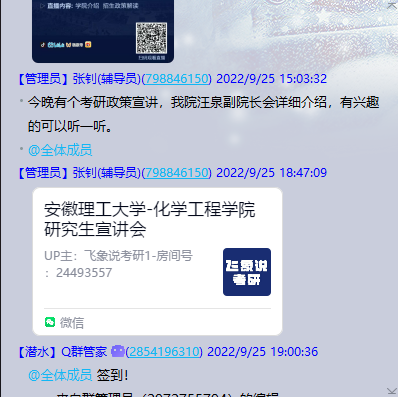 ▷ 直播内容：学院介绍 招生政策解读
【管理员】张钊(辅导员)(798846150) 2022/9/25 15:03:32
今晚有个考研政策宣讲，我院汪泉副院长会详细介绍，有兴趣
的可以听一听。
@全体成员
【管理员】张钊(辅导员)(798846150) 2022/9/25 18:47:09
安徽理工大学-化学工程学院
研究生宣讲会
UP主：飞象说考研1-房间号
：24493557
飞象说
考研
微信
【潜水】Q群管家 (2854196310) 2022/9/25 19:00:36
@全体成员 签到！